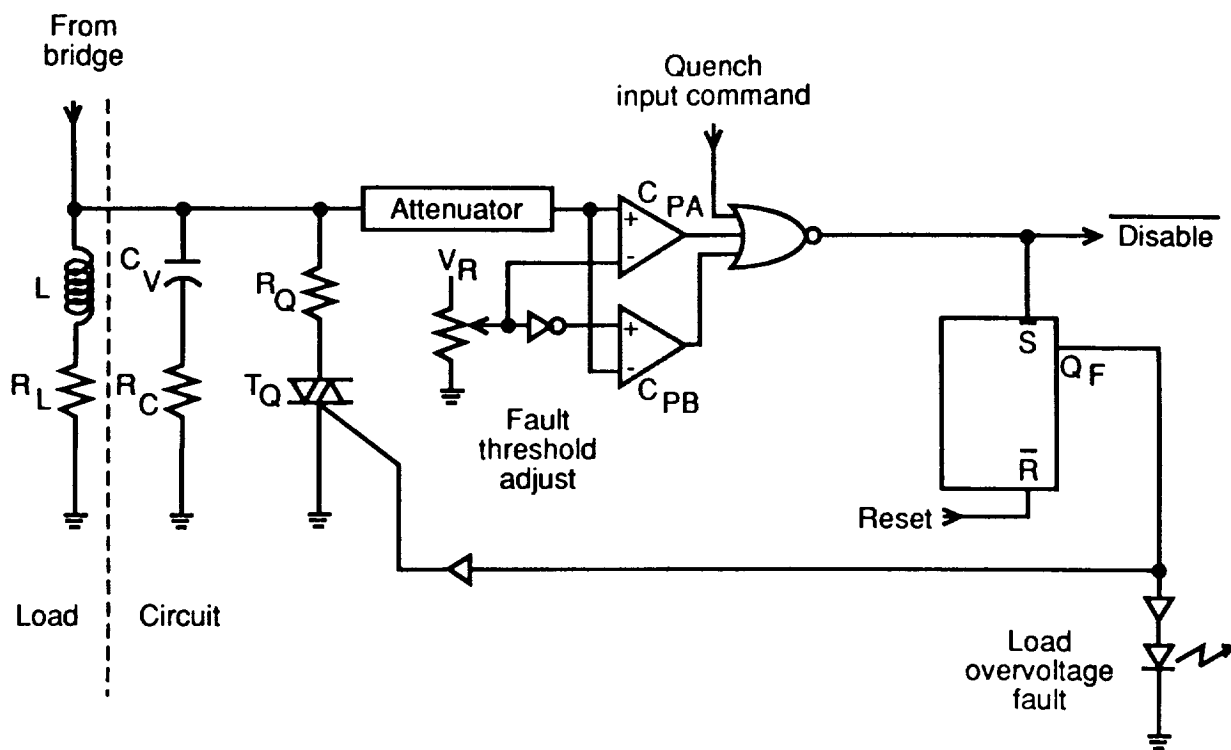 From
bridge
Quench
input command
C PA
Attenuator
Disable
V R
C V
L
R Q
S
Q F
R L
R C
T Q
C PB
Fault
threshold
adjust
R
Reset
Load
Circuit
Load
overvoltage
fault
+
-
+
-